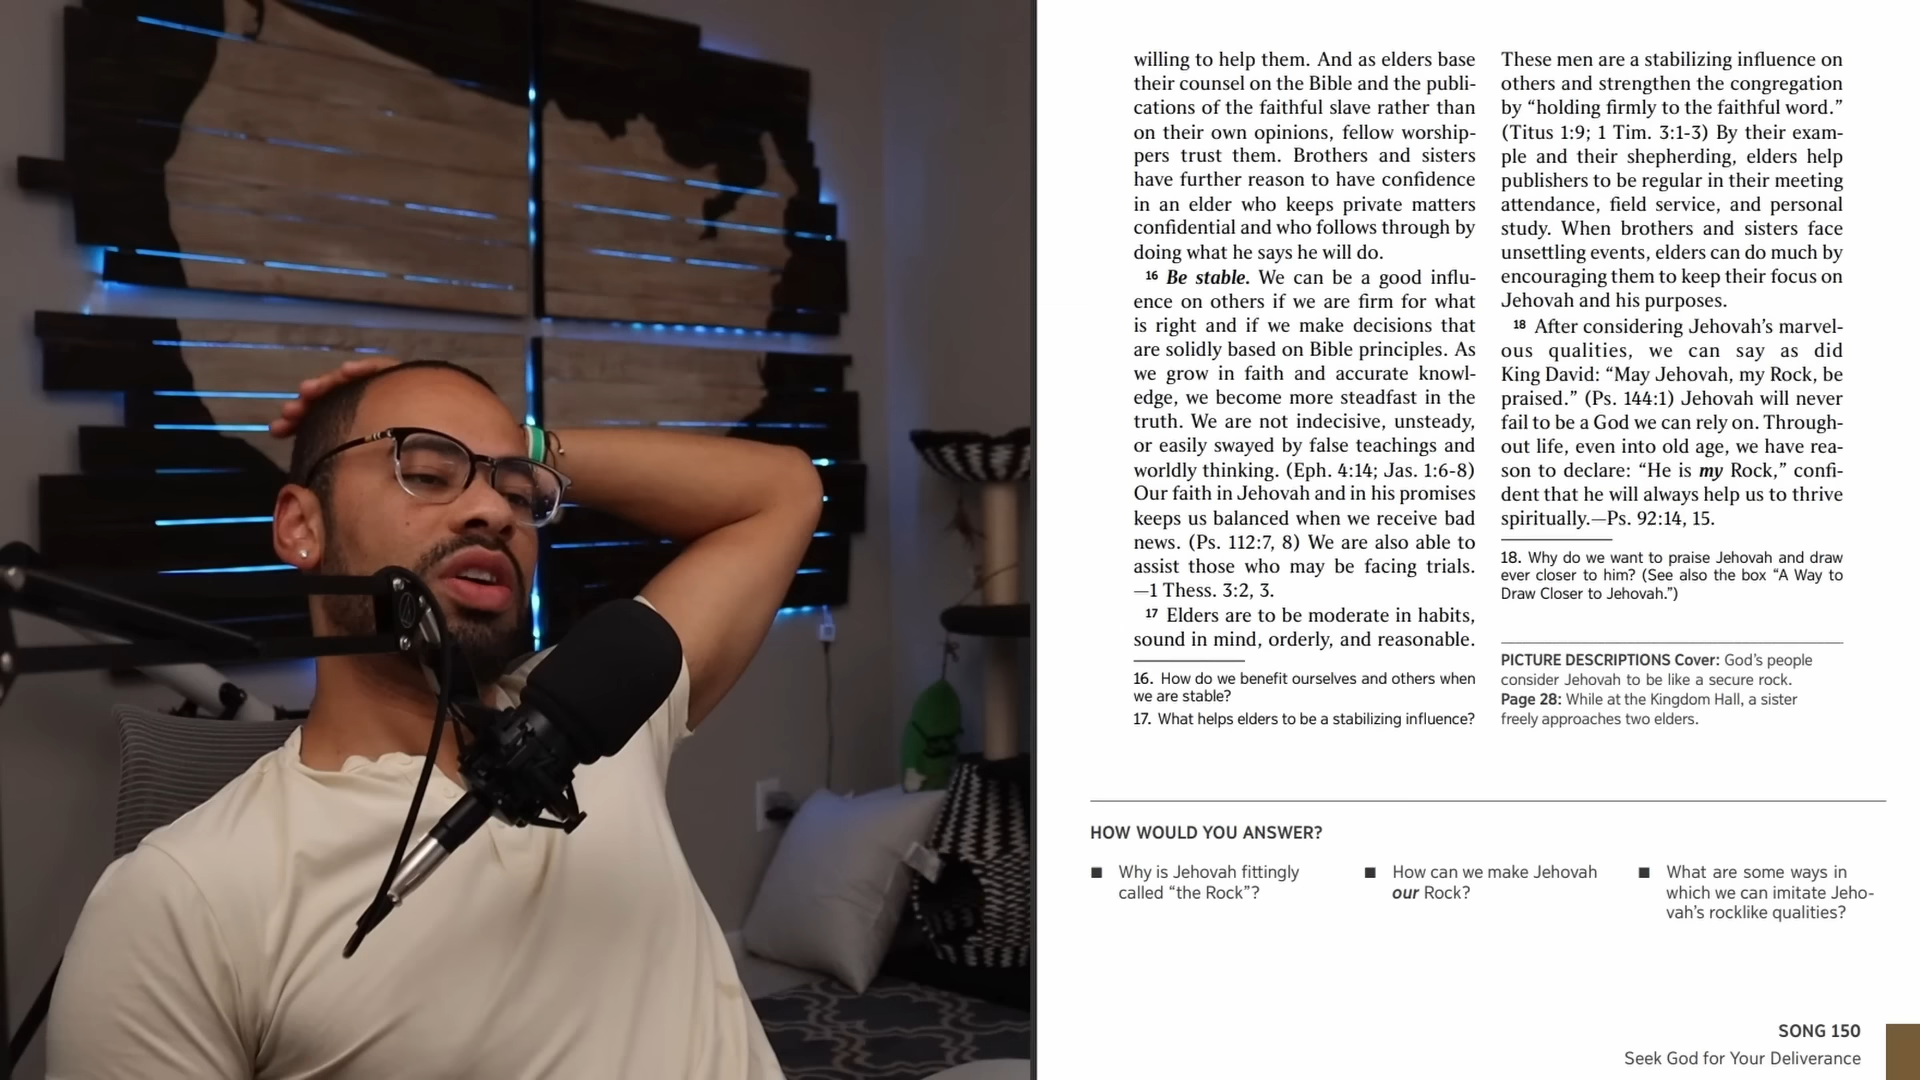 willing to help them. And as elders base
their counsel on the Bible and the publi-
cations of the faithful slave rather than
on their own opinions, fellow worship-
pers trust them. Brothers and sisters
have further reason to have confidence
in an elder who keeps private matters
confidential and who follows through by
doing what he says he will do.
16 Be stable. We can be a good influ-
ence on others if we are firm for what
is right and if we make decisions that
are solidly based on Bible principles. As
we grow in faith and accurate knowl-
edge, we become more steadfast in the
truth. We are not indecisive, unsteady,
or easily swayed by false teachings and
worldly thinking. (Eph. 4:14; Jas. 1:6-8)
Our faith in Jehovah and in his promises
keeps us balanced when we receive bad
news. (Ps. 112:7, 8) We are also able to
assist those who may be facing trials.
—1 Thess. 3:2, 3.
17 Elders are to be moderate in habits,
sound in mind, orderly, and reasonable.
16. How do we benefit ourselves and others when
we are stable?
17. What helps elders to be a stabilizing influence?
These men are a stabilizing influence on
others and strengthen the congregation
by “holding firmly to the faithful word.”
(Titus 1:9; 1 Tim. 3:1-3) By their exam-
ple and their shepherding, elders help
publishers to be regular in their meeting
attendance, field service, and personal
study. When brothers and sisters face
unsettling events, elders can do much by
encouraging them to keep their focus on
Jehovah and his purposes.
18 After considering Jehovah’s marvel-
ous qualities, we can say as did
King David: “May Jehovah, my Rock, be
praised.” (Ps. 144:1) Jehovah will never
fail to be a God we can rely on. Through-
out life, even into old age, we have rea-
son to declare: “He is my Rock,” confi-
dent that he will always help us to thrive
spiritually.—Ps. 92:14, 15.
18. Why do we want to praise Jehovah and draw
ever closer to him? (See also the box “A Way to
Draw Closer to Jehovah.”)
PICTURE DESCRIPTIONS Cover: God’s people
consider Jehovah to be like a secure rock.
Page 28: While at the Kingdom Hall, a sister
freely approaches two elders.
HOW WOULD YOU ANSWER?
■ Why is Jehovah fittingly
called “the Rock”?
■ How can we make Jehovah
our Rock?
■ What are some ways in
which we can imitate Jeho-
vah’s rocklike qualities?
SONG 150
Seek God for Your Deliverance